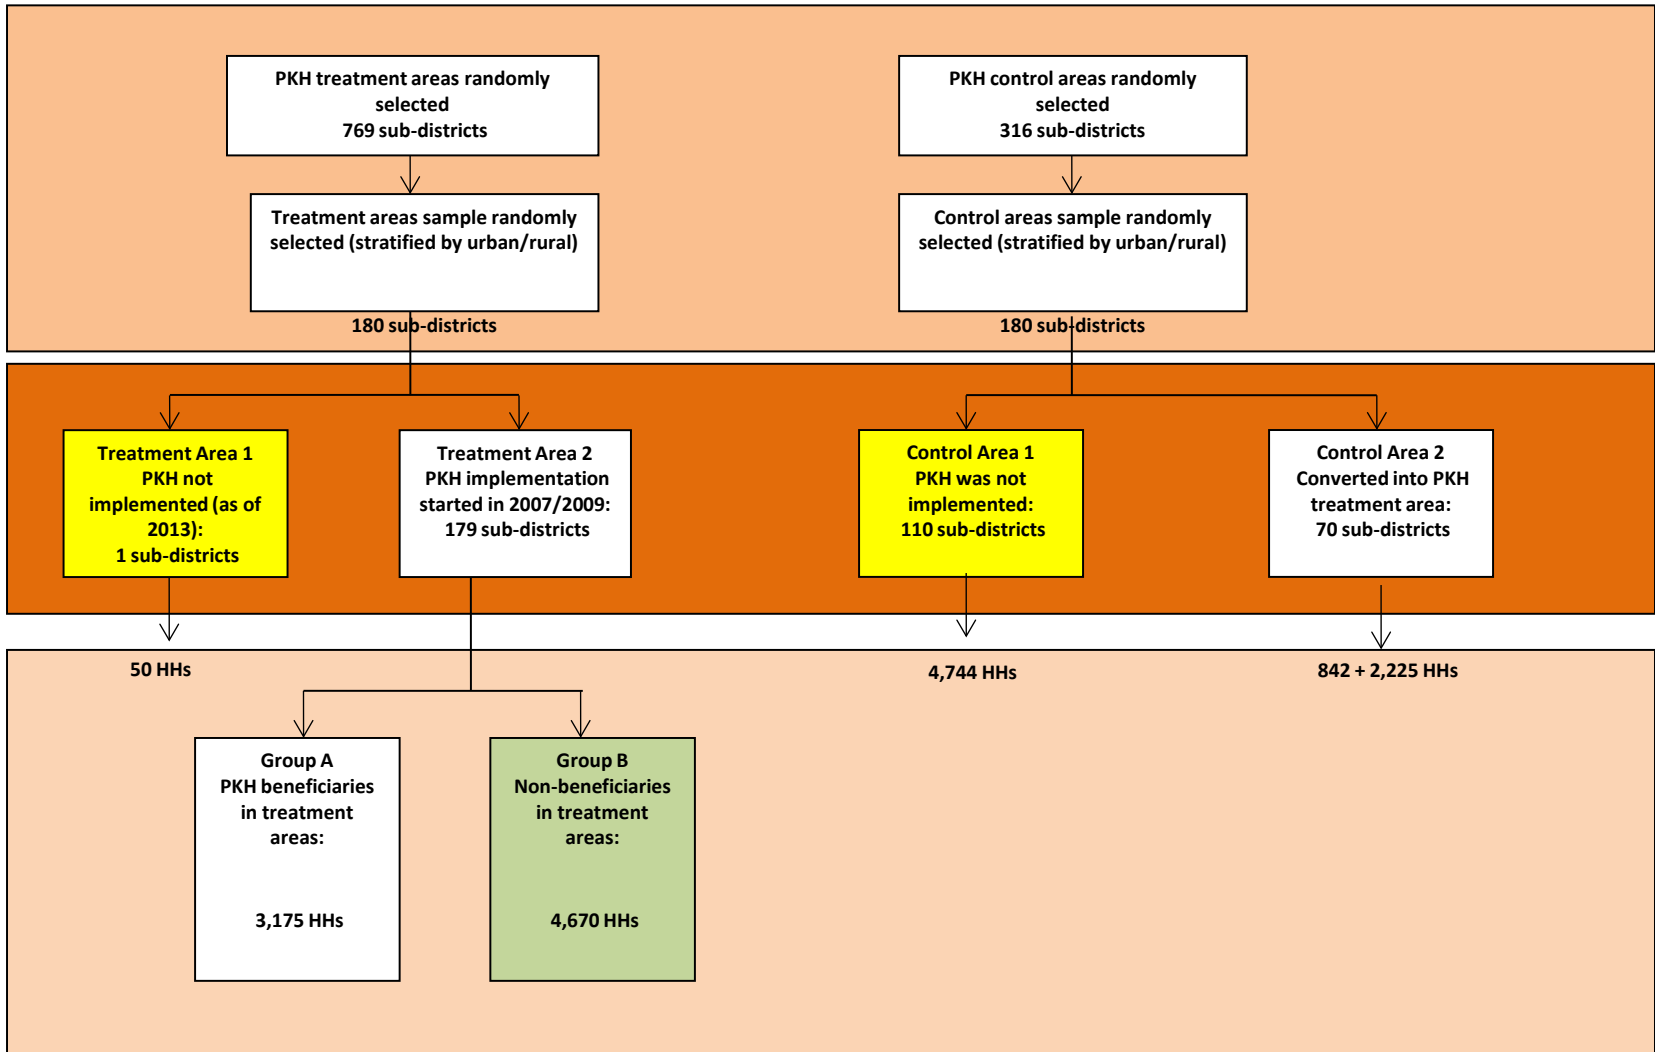 PKH treatment areas randomly
selected
769 sub-districts
PKH control areas randomly
selected
316 sub-districts
Treatment areas sample randomly
selected (stratified by urban/rural)
180 sub-districts
Control areas sample randomly
selected (stratified by urban/rural)
180 sub-districts
Treatment Area 1
PKH not
implemented (as of
2013):
1 sub-districts
Treatment Area 2
PKH implementation
started in 2007/2009:
179 sub-districts
Control Area 1
PKH was not
implemented:
110 sub-districts
Control Area 2
Converted into PKH
treatment area:
70 sub-districts
50 HHs
4,744 HHs
842 + 2,225 HHs
Group A
PKH beneficiaries
in treatment
areas:
3,175 HHs
Group B
Non-beneficiaries
in treatment
areas:
4,670 HHs